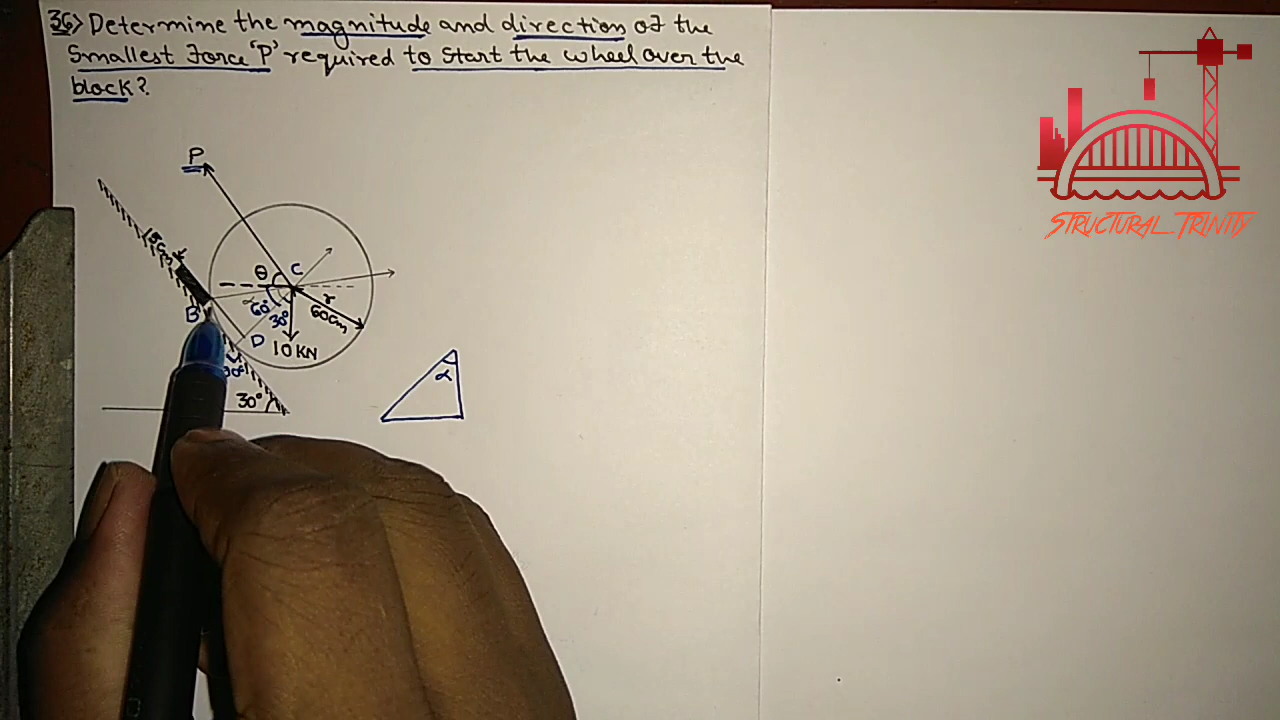 36) Determine the magnitude and direction of the
Smallest Force 'P' required to Start the wheel over the
block?
P
θ
C
B
α
60°
30°
r
60cm
D
10 KN
30°
30°
α
STRUCTURAL_TRINITY